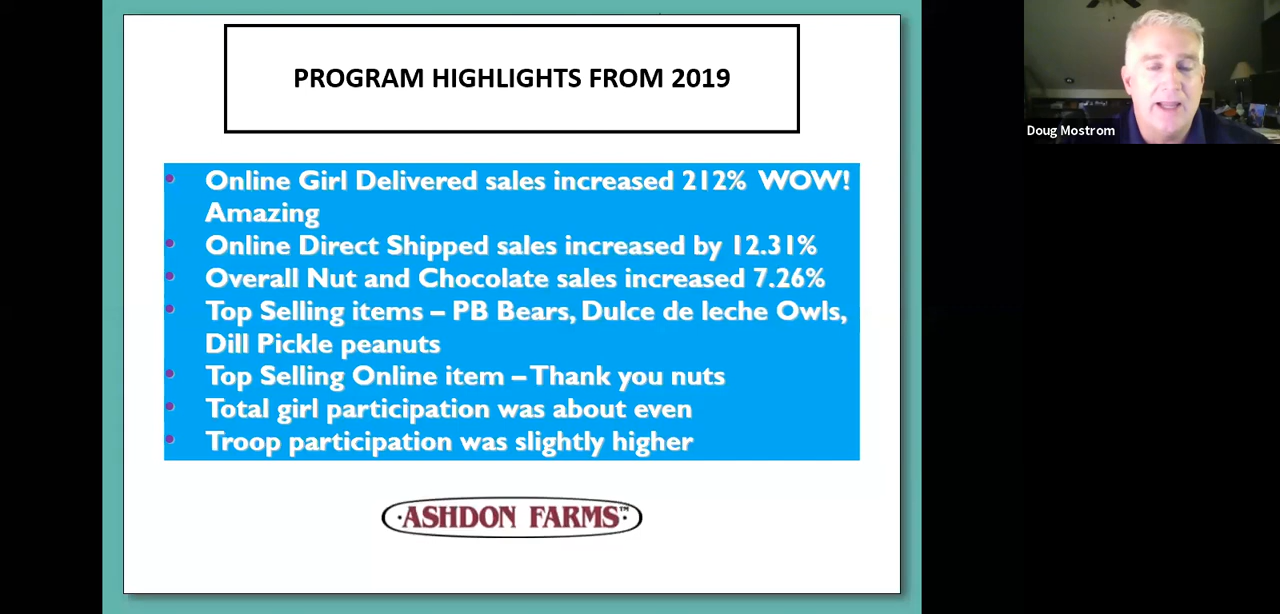 PROGRAM HIGHLIGHTS FROM 2019
Doug Mostrom
• Online Girl Delivered sales increased 212% WOW!
Amazing
• Online Direct Shipped sales increased by 12.31%
• Overall Nut and Chocolate sales increased 7.26%
• Top Selling items – PB Bears, Dulce de leche Owls,
Dill Pickle peanuts
• Top Selling Online item – Thank you nuts
• Total girl participation was about even
• Troop participation was slightly higher
·ASHDON FARMS·™